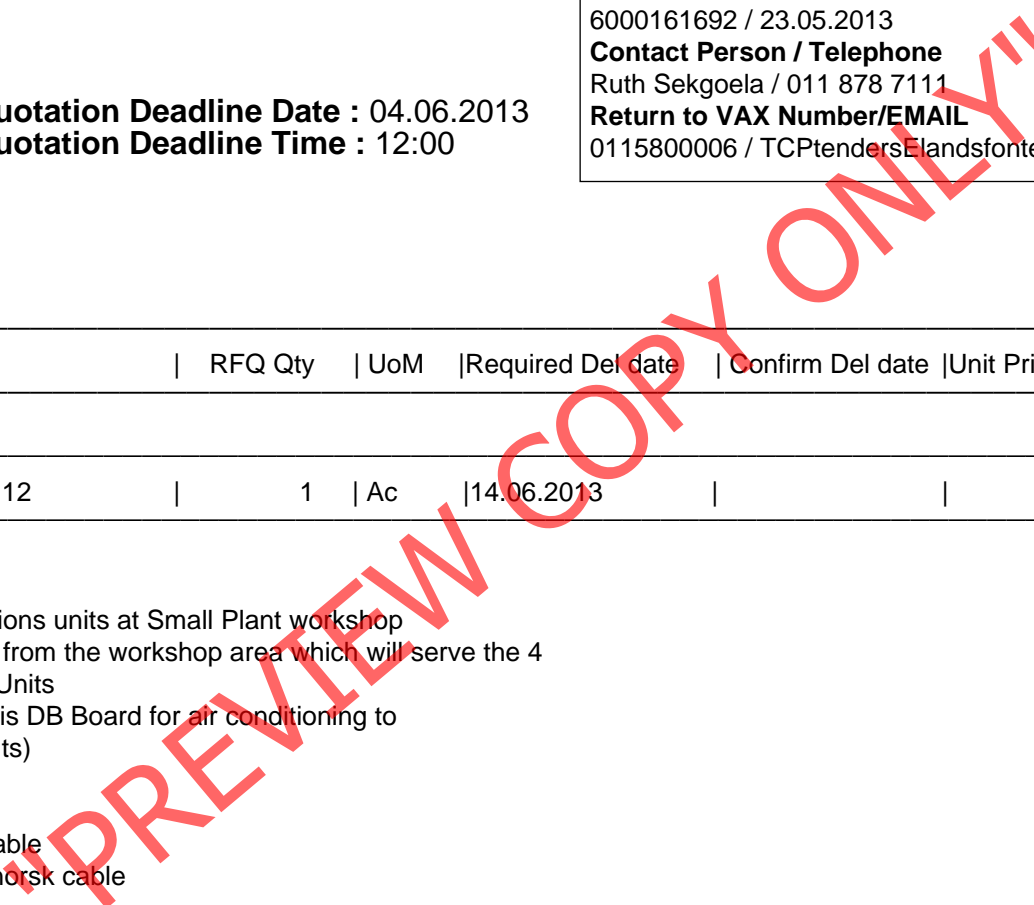 6000161692 / 23.05.2013
Contact Person / Telephone
Ruth Sekgoela / 011 878 7111
uotation Deadline Date : 04.06.2013
Return to VAX Number/EMAIL
uotation Deadline Time : 12:00
0115800006 / TCPtendersElandsfonte
| RFQ Qty | UoM |Required Del date | Confirm Del date |Unit Pri
12 | 1 | Ac |14.06.2013 | |
ions units at Small Plant workshop
from the workshop area which will serve the 4
Units
is DB Board for air conditioning to
ts)
able
norsk cable
"PREVIEW COPY ONLY"